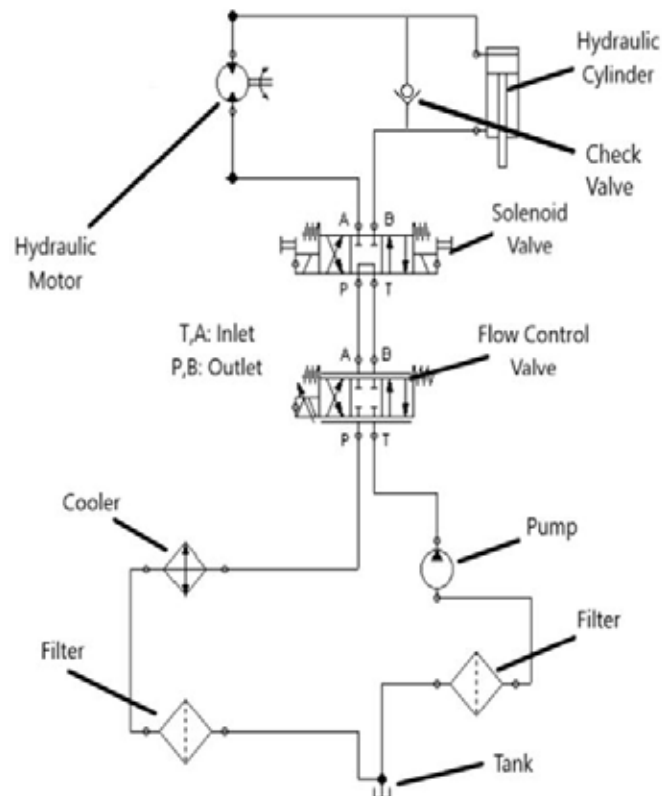 Hydraulic
Cylinder
Check
Valve
A B
Solenoid
Valve
Hydraulic
Motor
P T
T,A: Inlet
P,B: Outlet
A B
Flow Control
Valve
P T
Cooler
Pump
Filter
Filter
Tank